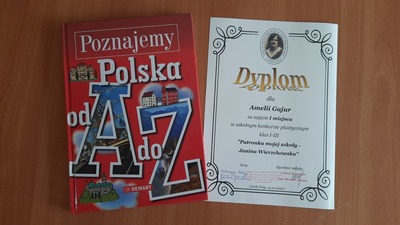 Poznajemy
Polska
od
A
do
Z
DEMART
Dyplom
dla
Amelii Gajur
za zajęcie I miejsca
w szkolnym konkursie plastycznym
klas I-III
"Patronka mojej szkoły -
Janina Wierzchowska"